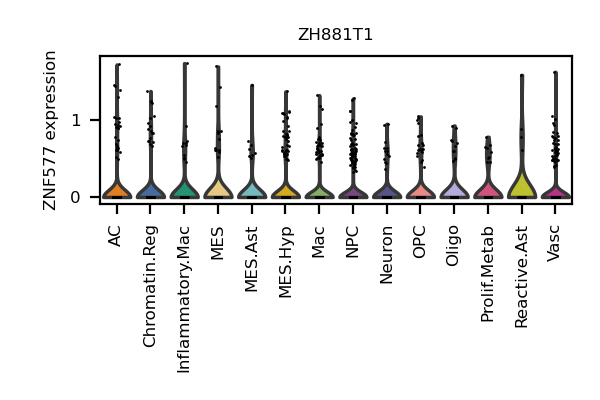 ZH881T1
ZNF577 expression
1
0
AC
Chromatin.Reg
Inflammatory.Mac
MES
MES.Ast
MES.Hyp
Mac
NPC
Neuron
OPC
Oligo
Prolif.Metab
Reactive.Ast
Vasc